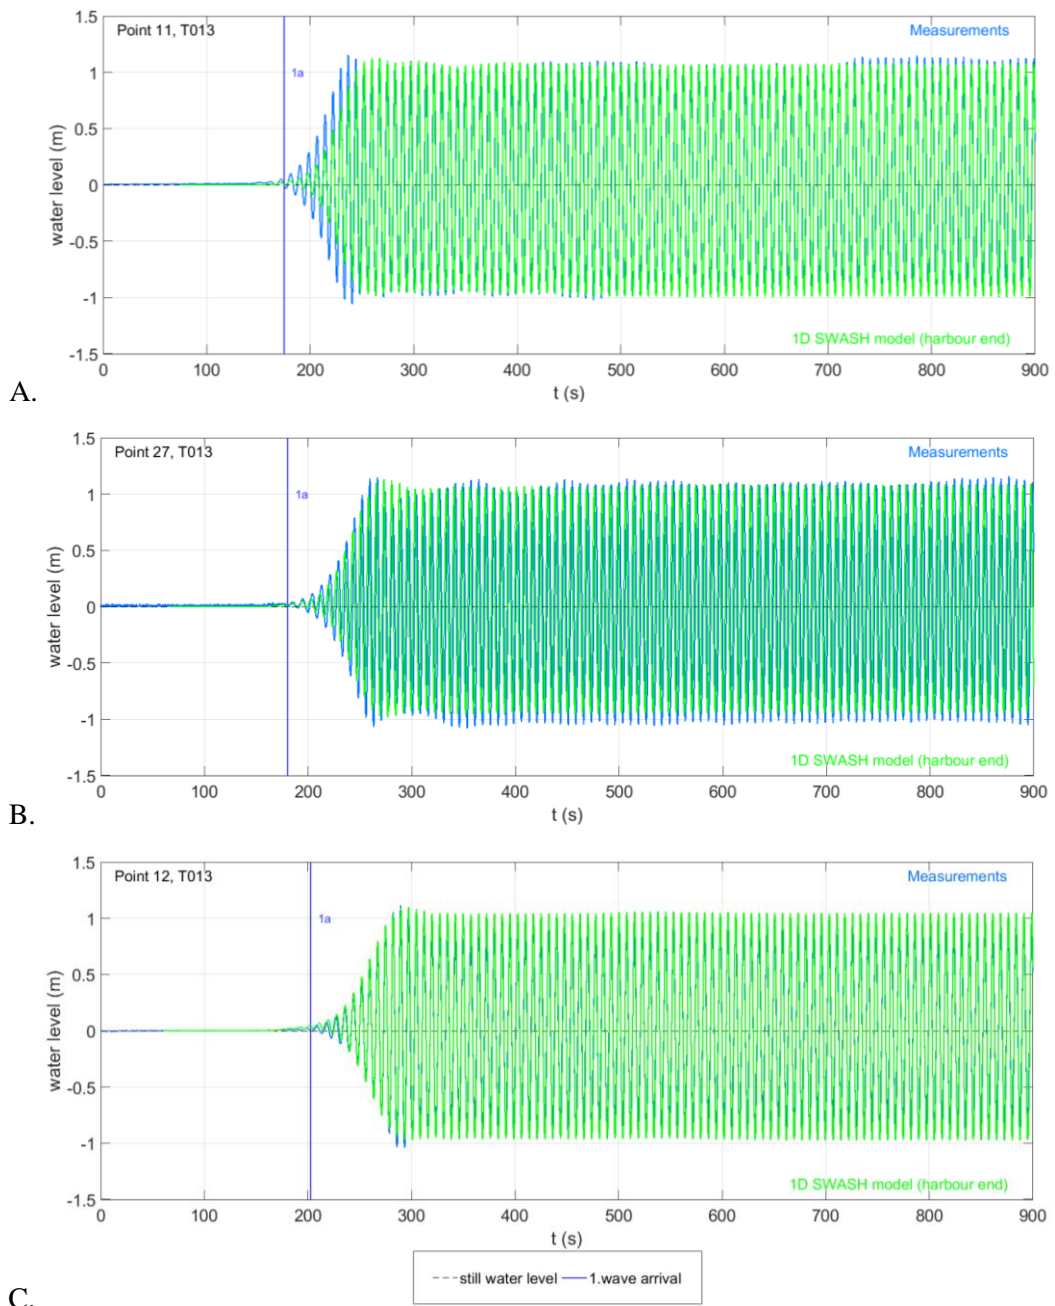 Point 11, T013
Measurements
1a
1.5
1
0.5
0
-0.5
-1
-1.5
water level (m)
1D SWASH model (harbour end)
0 100 200 300 400 500 600 700 800 900
t (s)
A.
Point 27, T013
Measurements
1a
1.5
1
0.5
0
-0.5
-1
-1.5
water level (m)
1D SWASH model (harbour end)
0 100 200 300 400 500 600 700 800 900
t (s)
B.
Point 12, T013
Measurements
1a
1.5
1
0.5
0
-0.5
-1
-1.5
water level (m)
1D SWASH model (harbour end)
0 100 200 300 400 500 600 700 800 900
t (s)
still water level 1.wave arrival
C.